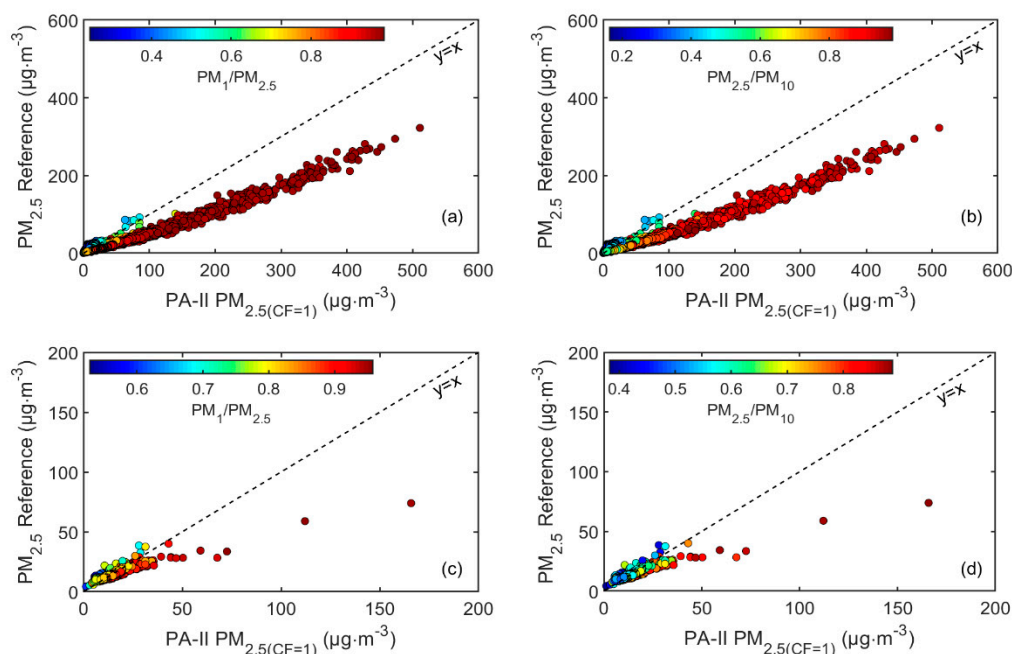 600
400
200
0
0 100 200 300 400 500 600
PM2.5 Reference (µg·m-3)
PA-II PM2.5(CF=1) (µg·m-3)
0.4 0.6 0.8
PM1/PM2.5
y=x
(a)
600
400
200
0
0 100 200 300 400 500 600
PM2.5 Reference (µg·m-3)
PA-II PM2.5(CF=1) (µg·m-3)
0.2 0.4 0.6 0.8
PM2.5/PM10
y=x
(b)
200
150
100
50
0
0 50 100 150 200
PM2.5 Reference (µg·m-3)
PA-II PM2.5(CF=1) (µg·m-3)
0.6 0.7 0.8 0.9
PM1/PM2.5
y=x
(c)
200
150
100
50
0
0 50 100 150 200
PM2.5 Reference (µg·m-3)
PA-II PM2.5(CF=1) (µg·m-3)
0.4 0.5 0.6 0.7 0.8
PM2.5/PM10
y=x
(d)